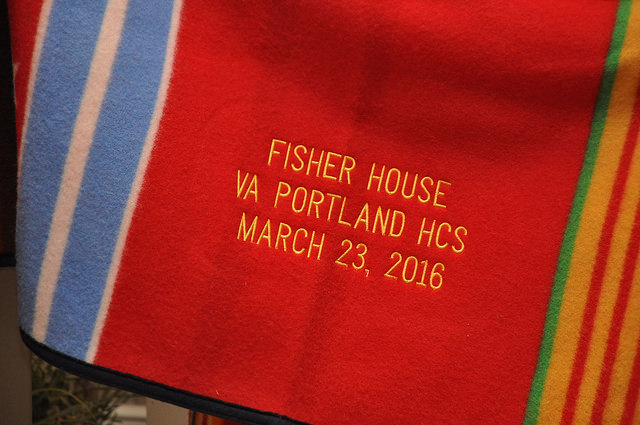 FISHER HOUSE
VA PORTLAND HCS
MARCH 23, 2016